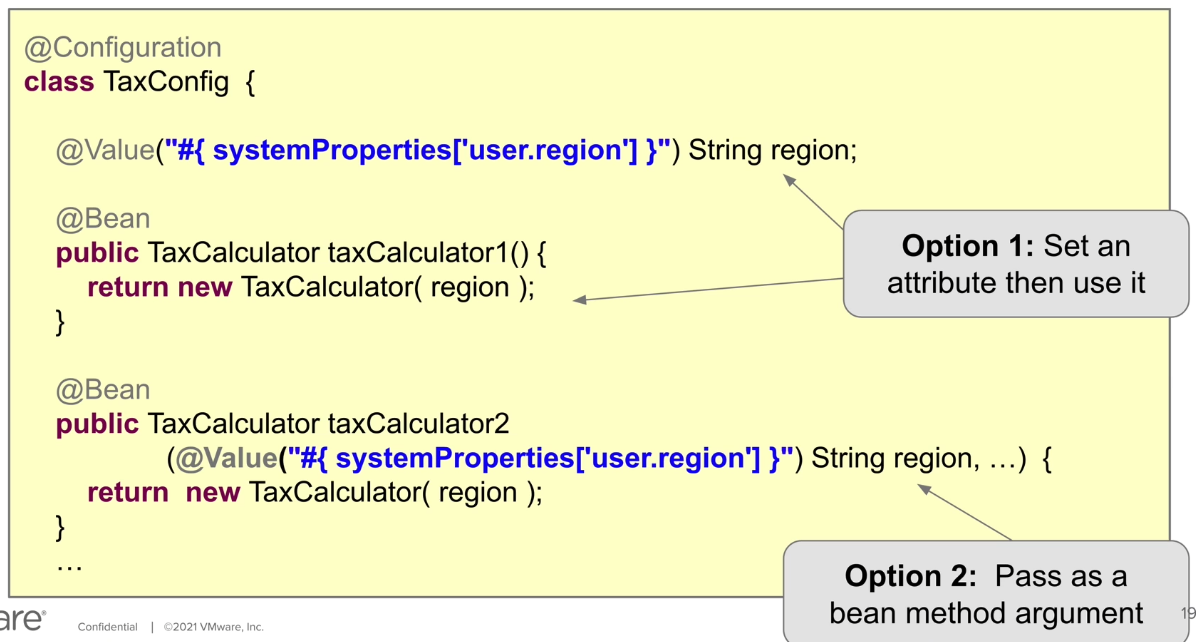 @Configuration
class TaxConfig {
@Value("#{ systemProperties['user.region'] }") String region;
@Bean
public TaxCalculator taxCalculator1() {
return new TaxCalculator( region );
}
Option 1: Set an
attribute then use it
@Bean
public TaxCalculator taxCalculator2
(@Value("#{ systemProperties['user.region'] }") String region, …) {
return new TaxCalculator( region );
}
…
Option 2: Pass as a
bean method argument
are®
Confidential | ©2021 VMware, Inc.
19